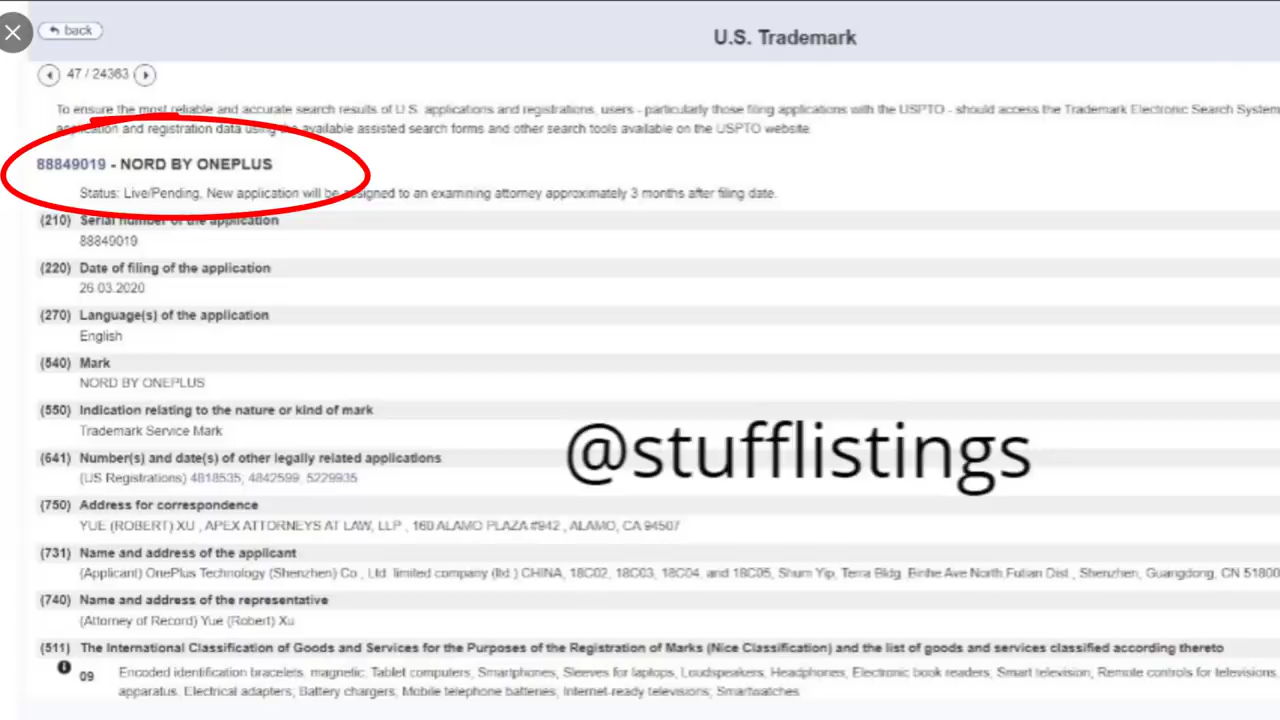 back
U.S. Trademark
47 / 24363
To ensure the most reliable and accurate search results of U.S. applications and registrations, users - particularly those filing applications with the USPTO - should access the Trademark Electronic Search System
application and registration data using the available assisted search forms and other search tools available on the USPTO website.
88849019 - NORD BY ONEPLUS
Status: Live/Pending, New application will be assigned to an examining attorney approximately 3 months after filing date.
(210) Serial number of the application
88849019
(220) Date of filing of the application
26.03.2020
(270) Language(s) of the application
English
(540) Mark
NORD BY ONEPLUS
(550) Indication relating to the nature or kind of mark
Trademark Service Mark
@stufflistings
(641) Number(s) and date(s) of other legally related applications
(US Registrations) 4818535, 4842599, 5229935
(750) Address for correspondence
YUE (ROBERT) XU , APEX ATTORNEYS AT LAW, LLP , 160 ALAMO PLAZA #942 , ALAMO, CA 94507
(731) Name and address of the applicant
(Applicant) OnePlus Technology (Shenzhen) Co., Ltd. limited company (ltd.) CHINA, 18C02, 18C03, 18C04, and 18C05, Shum Yip, Terra Bldg. Binhe Ave North,Futian Dist., Shenzhen, Guangdong, CN 51800
(740) Name and address of the representative
(Attorney of Record) Yue (Robert) Xu
(511) The International Classification of Goods and Services for the Purposes of the Registration of Marks (Nice Classification) and the list of goods and services classified according thereto
09 Encoded identification bracelets, magnetic, Tablet computers, Smartphones, Sleeves for laptops, Loudspeakers, Headphones, Electronic book readers, Smart television, Remote controls for televisions,
apparatus, Electrical adapters, Battery chargers, Mobile telephone batteries, Internet-ready televisions, Smartwatches